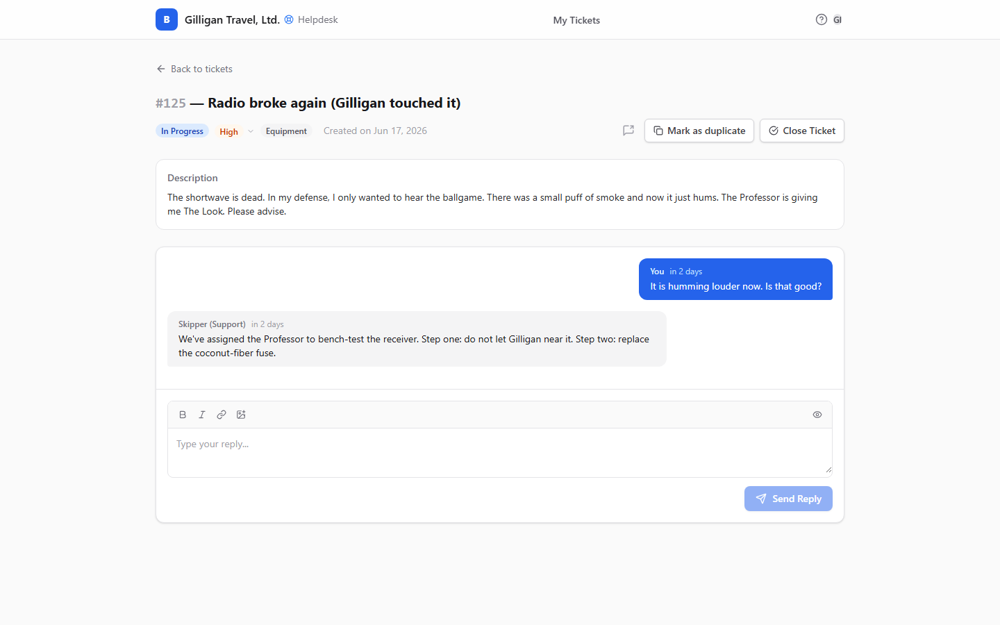 B Gilligan Travel, Ltd. Helpdesk My Tickets GI
Back to tickets
#125 — Radio broke again (Gilligan touched it)
In Progress High Equipment Created on Jun 17, 2026 Mark as duplicate Close Ticket
Description
The shortwave is dead. In my defense, I only wanted to hear the ballgame. There was a small puff of smoke and now it just hums. The Professor is giving
me The Look. Please advise.
You in 2 days
It is humming louder now. Is that good?
Skipper (Support) in 2 days
We've assigned the Professor to bench-test the receiver. Step one: do not let Gilligan near it. Step two: replace
the coconut-fiber fuse.
Type your reply...
Send Reply